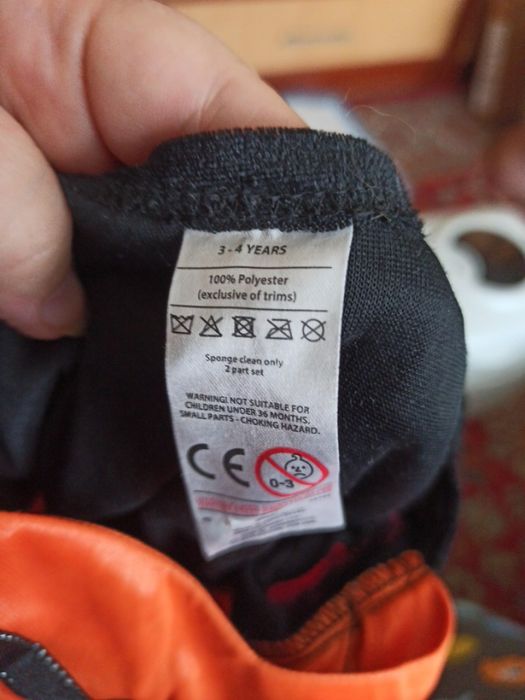 3-4 YEARS
100% Polyester
(exclusive of trims)
Sponge clean only
2 part set
WARNING! NOT SUITABLE FOR
CHILDREN UNDER 36 MONTHS.
SMALL PARTS - CHOKING HAZARD.
CE
0-3